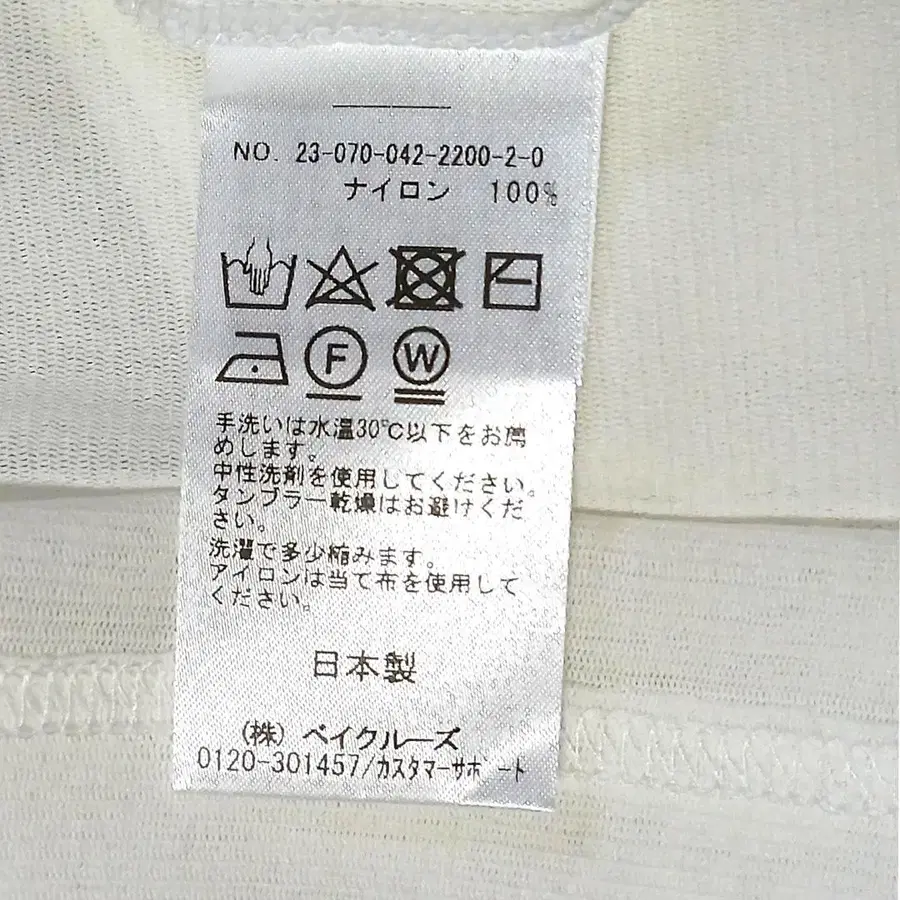 NO. 23-070-042-2200-2-0
ナイロン 100%
F
W
手洗いは水温30℃以下をお薦
めします。
中性洗剤を使用してください。
タンブラー乾燥はお避けくだ
さい。
洗濯で多少縮みます。
アイロンは当て布を使用して
ください。
日本製
(株) ベイクルーズ
0120-301457/カスタマーサポート